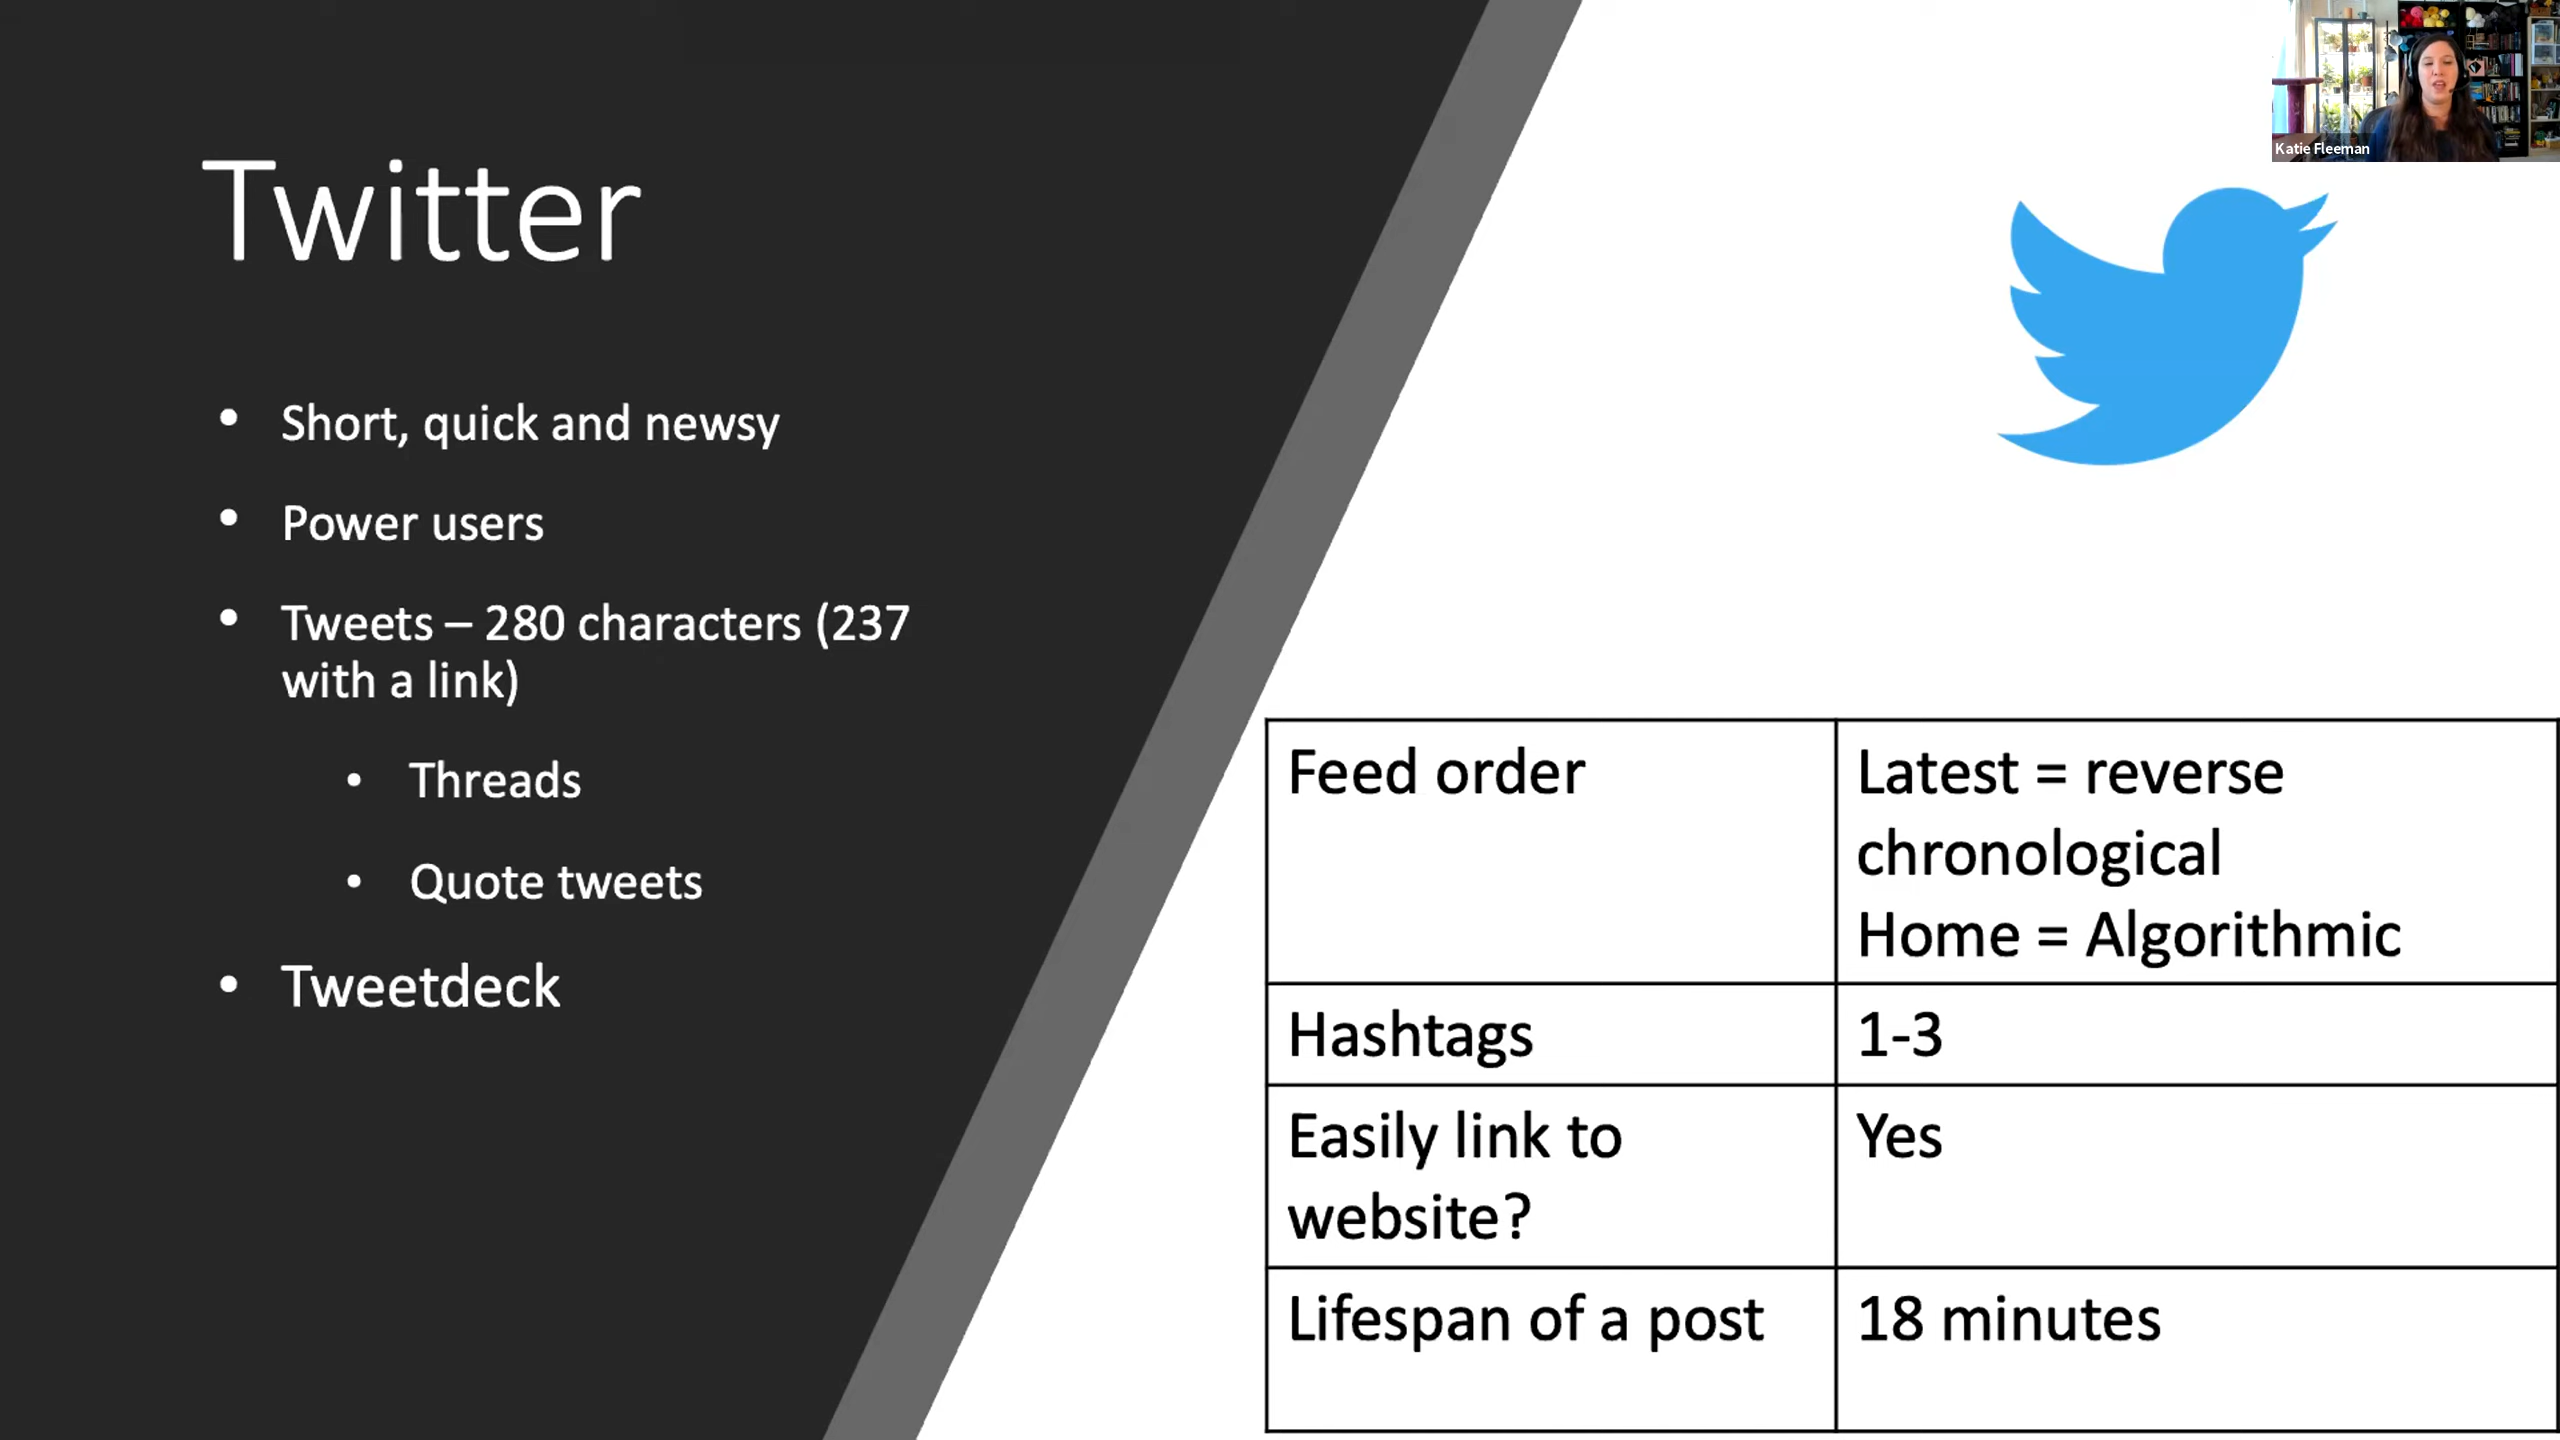 Twitter
• Short, quick and newsy
• Power users
• Tweets – 280 characters (237
with a link)
• Threads
• Quote tweets
• Tweetdeck
Katie Fleeman
Feed order
Latest = reverse
chronological
Home = Algorithmic
Hashtags
1-3
Easily link to
website?
Yes
Lifespan of a post
18 minutes